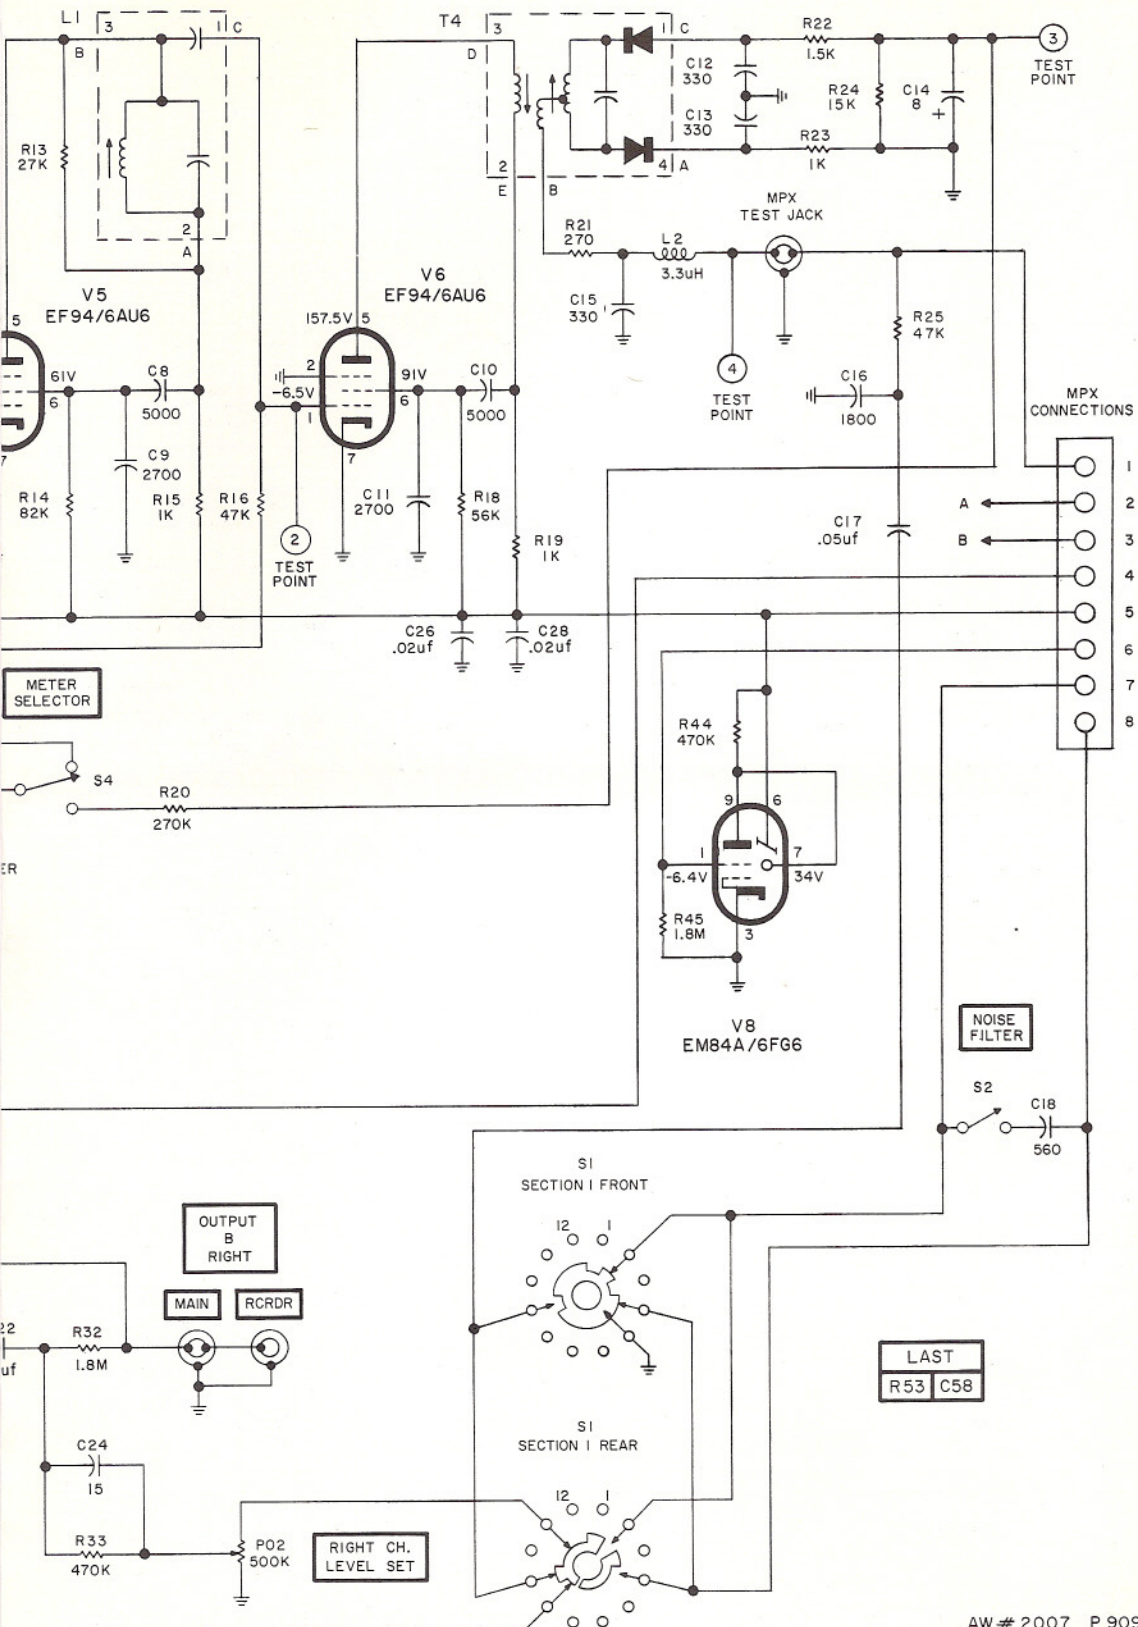 L1
3
1
C
B
T4
3
D
1
C
R22
1.5K
3
TEST
POINT
C12
330
R24
15K
C14
8
+
C13
330
R23
1K
R13
27K
2
A
2
E
B
4
A
MPX
TEST JACK
R21
270
L2
3.3uH
C15
330
V5
EF94/6AU6
V6
EF94/6AU6
5
157.5V
5
R25
47K
61V
6
C8
5000
2
-6.5V
1
91V
6
C10
5000
4
TEST
POINT
C16
1800
MPX
CONNECTIONS
7
C9
2700
7
R14
82K
R15
1K
R16
47K
C11
2700
R18
56K
2
TEST
POINT
R19
1K
C17
.05uf
1
A
2
B
3
4
5
6
7
8
C26
.02uf
C28
.02uf
METER
SELECTOR
S4
R20
270K
ER
R44
470K
9
6
1
-6.4V
7
34V
R45
1.8M
3
V8
EM84A/6FG6
NOISE
FILTER
S2
C18
560
S1
SECTION 1 FRONT
12
1
OUTPUT
B
RIGHT
MAIN
RCRDR
22
uf
R32
1.8M
LAST
R53
C58
S1
SECTION 1 REAR
12
1
C24
15
R33
470K
PO2
500K
RIGHT CH.
LEVEL SET
AW#2007 P909